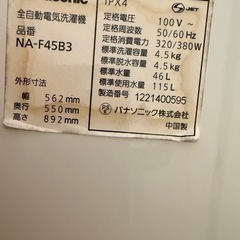 Panasonic
全自動電気洗濯機
品番
NA-F45B3
外形寸法
幅 562mm
奥行 550mm
高さ 892mm
IPX4
JET
定格電圧 100V~
定格周波数 50/60Hz
定格消費電力 320/380W
標準洗濯容量 4.5kg
標準脱水容量 4.5kg
標準水量 46L
標準使用水量 115L
製造番号 1221400595
パナソニック株式会社
中国製